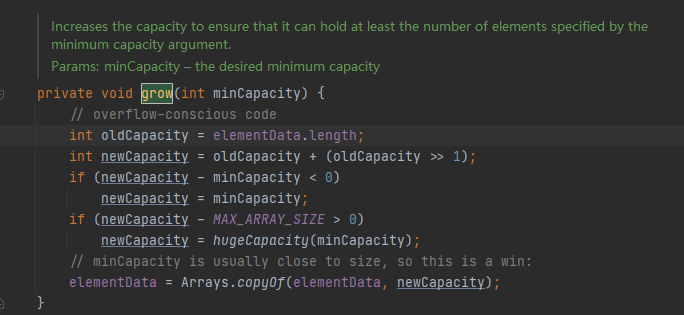 Increases the capacity to ensure that it can hold at least the number of elements specified by the
minimum capacity argument.
Params: minCapacity – the desired minimum capacity
private void grow(int minCapacity) {
// overflow-conscious code
int oldCapacity = elementData.length;
int newCapacity = oldCapacity + (oldCapacity >> 1);
if (newCapacity - minCapacity < 0)
newCapacity = minCapacity;
if (newCapacity - MAX_ARRAY_SIZE > 0)
newCapacity = hugeCapacity(minCapacity);
// minCapacity is usually close to size, so this is a win:
elementData = Arrays.copyOf(elementData, newCapacity);
}